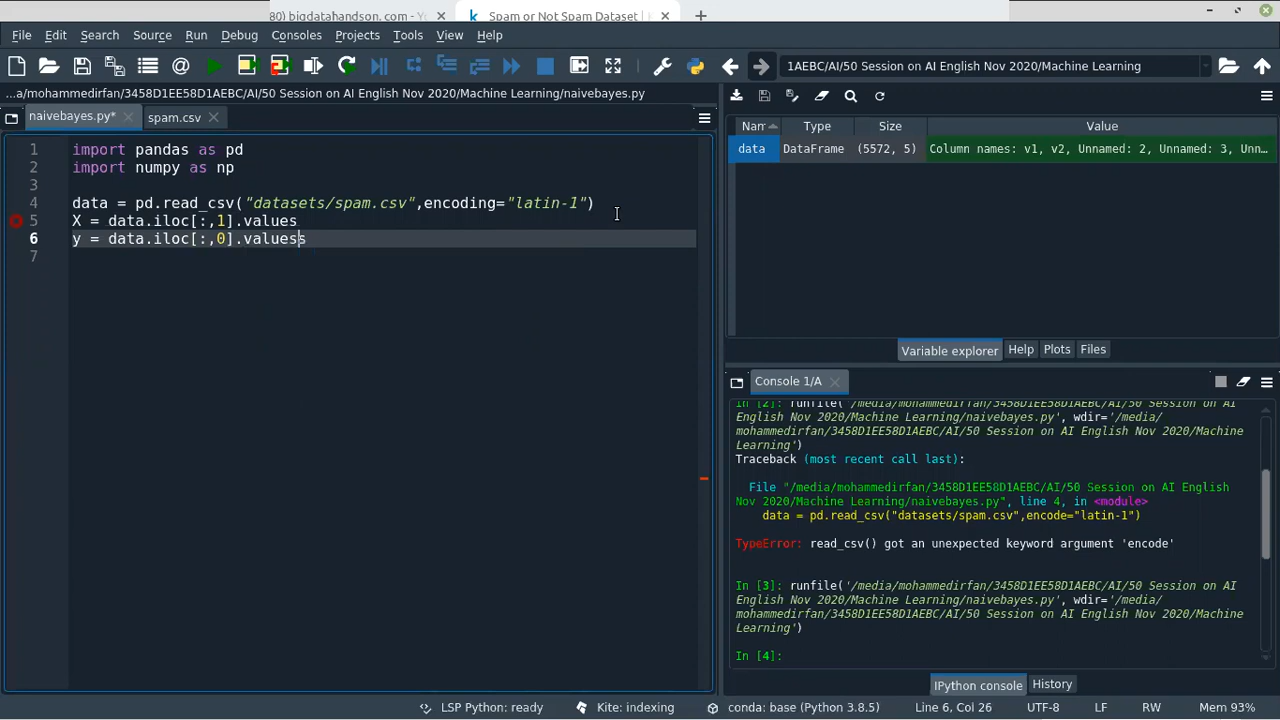 80) bigdatahandson. com - Yo
Spam or Not Spam Dataset |
File Edit Search Source Run Debug Consoles Projects Tools View Help
1AEBC/AI/50 Session on AI English Nov 2020/Machine Learning
...a/mohammedirfan/3458D1EE58D1AEBC/AI/50 Session on AI English Nov 2020/Machine Learning/naivebayes.py
naivebayes.py*
spam.csv
1 import pandas as pd
2 import numpy as np
3
4 data = pd.read_csv("datasets/spam.csv",encoding="latin-1")
5 X = data.iloc[:,1].values
6 y = data.iloc[:,0].valuess
7
Nam Type Size Value
data DataFrame (5572, 5) Column names: v1, v2, Unnamed: 2, Unnamed: 3, Unn...
Variable explorer Help Plots Files
Console 1/A
In [2]: runfile('/media/mohammedirfan/3458D1EE58D1AEBC/AI/50 Session on AI
English Nov 2020/Machine Learning/naivebayes.py', wdir='/media/
mohammedirfan/3458D1EE58D1AEBC/AI/50 Session on AI English Nov 2020/Machine
Learning')
Traceback (most recent call last):
File "/media/mohammedirfan/3458D1EE58D1AEBC/AI/50 Session on AI English
Nov 2020/Machine Learning/naivebayes.py", line 4, in <module>
data = pd.read_csv("datasets/spam.csv",encode="latin-1")
TypeError: read_csv() got an unexpected keyword argument 'encode'
In [3]: runfile('/media/mohammedirfan/3458D1EE58D1AEBC/AI/50 Session on AI
English Nov 2020/Machine Learning/naivebayes.py', wdir='/media/
mohammedirfan/3458D1EE58D1AEBC/AI/50 Session on AI English Nov 2020/Machine
Learning')
In [4]:
IPython console History
LSP Python: ready Kite: indexing conda: base (Python 3.8.5) Line 6, Col 26 UTF-8 LF RW Mem 93%